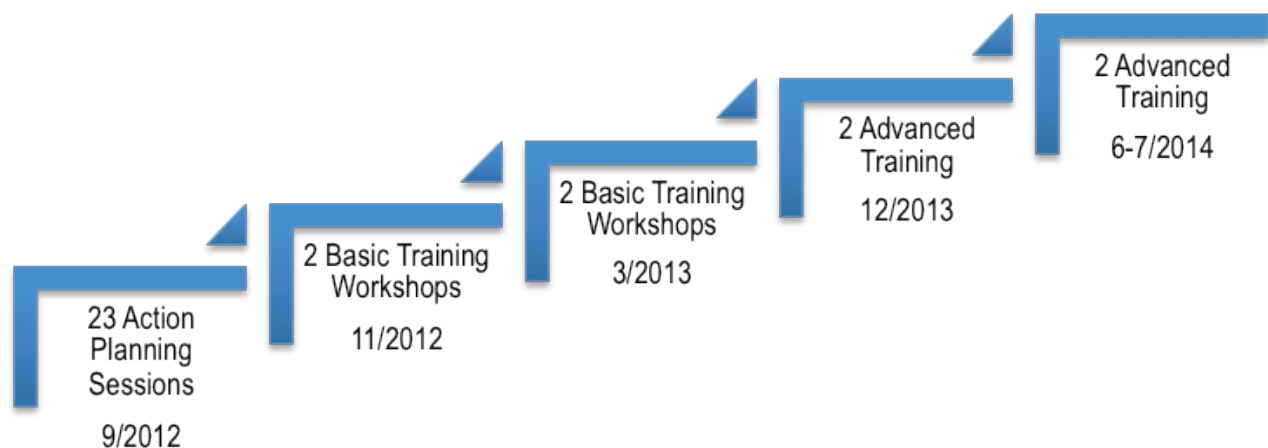 23 Action
Planning
Sessions
9/2012
2 Basic Training
Workshops
11/2012
2 Basic Training
Workshops
3/2013
2 Advanced
Training
12/2013
2 Advanced
Training
6-7/2014